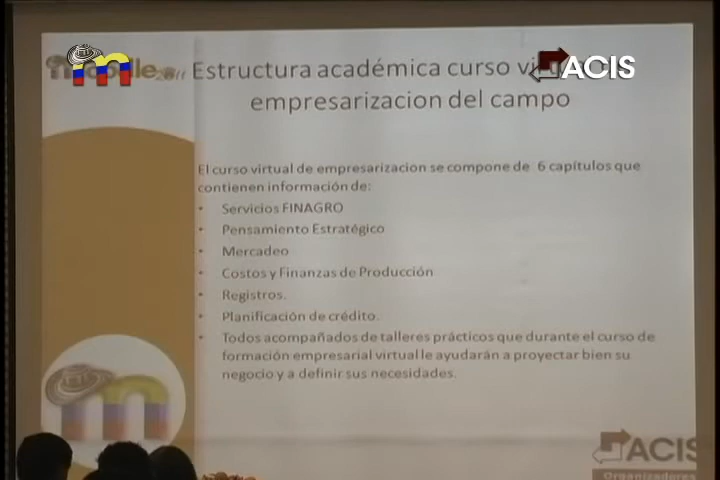 Estructura académica curso
ACIS
empresarizacion del campo
El curso virtual de empresarizacion se compone de 6 capítulos que
contienen información de:
• Servicios FINAGRO
• Pensamiento Estratégico
• Mercadeo
• Costos y Finanzas de Producción
• Registros.
• Planificación de crédito.
• Todos acompañados de talleres prácticos que durante el curso de
formación empresarial virtual le ayudarán a proyectar bien su
negocio y a definir sus necesidades.
ACIS
Organizadores